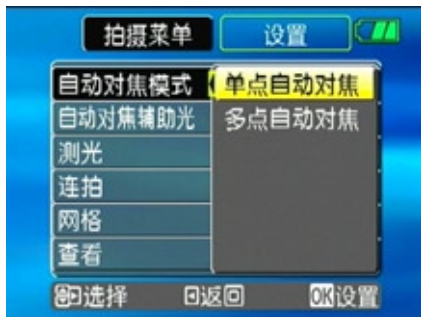 拍摄菜单 设置
自动对焦模式 单点自动对焦
自动对焦辅助光 多点自动对焦
测光
连拍
网格
查看
选择 返回 OK设置